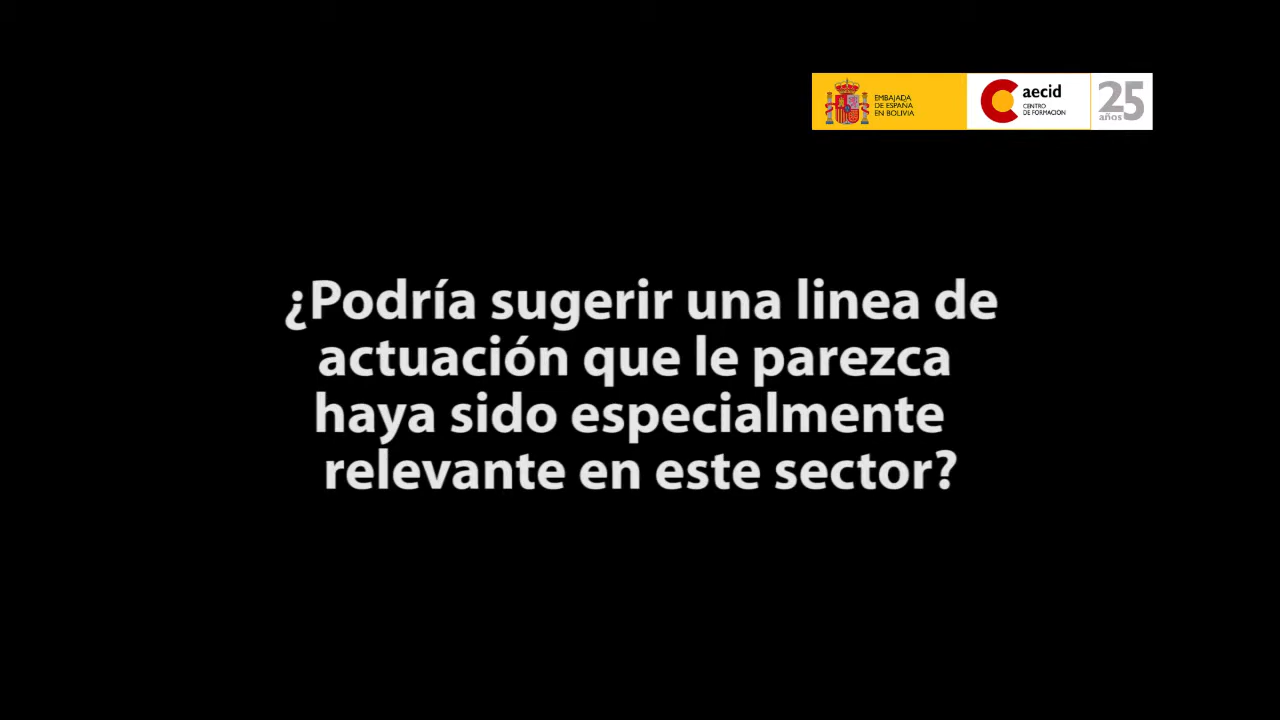 EMBAJADA
DE ESPAÑA
EN BOLIVIA
aecid
CENTRO
DE FORMACIÓN
25
años
¿Podría sugerir una linea de
actuación que le parezca
haya sido especialmente
relevante en este sector?